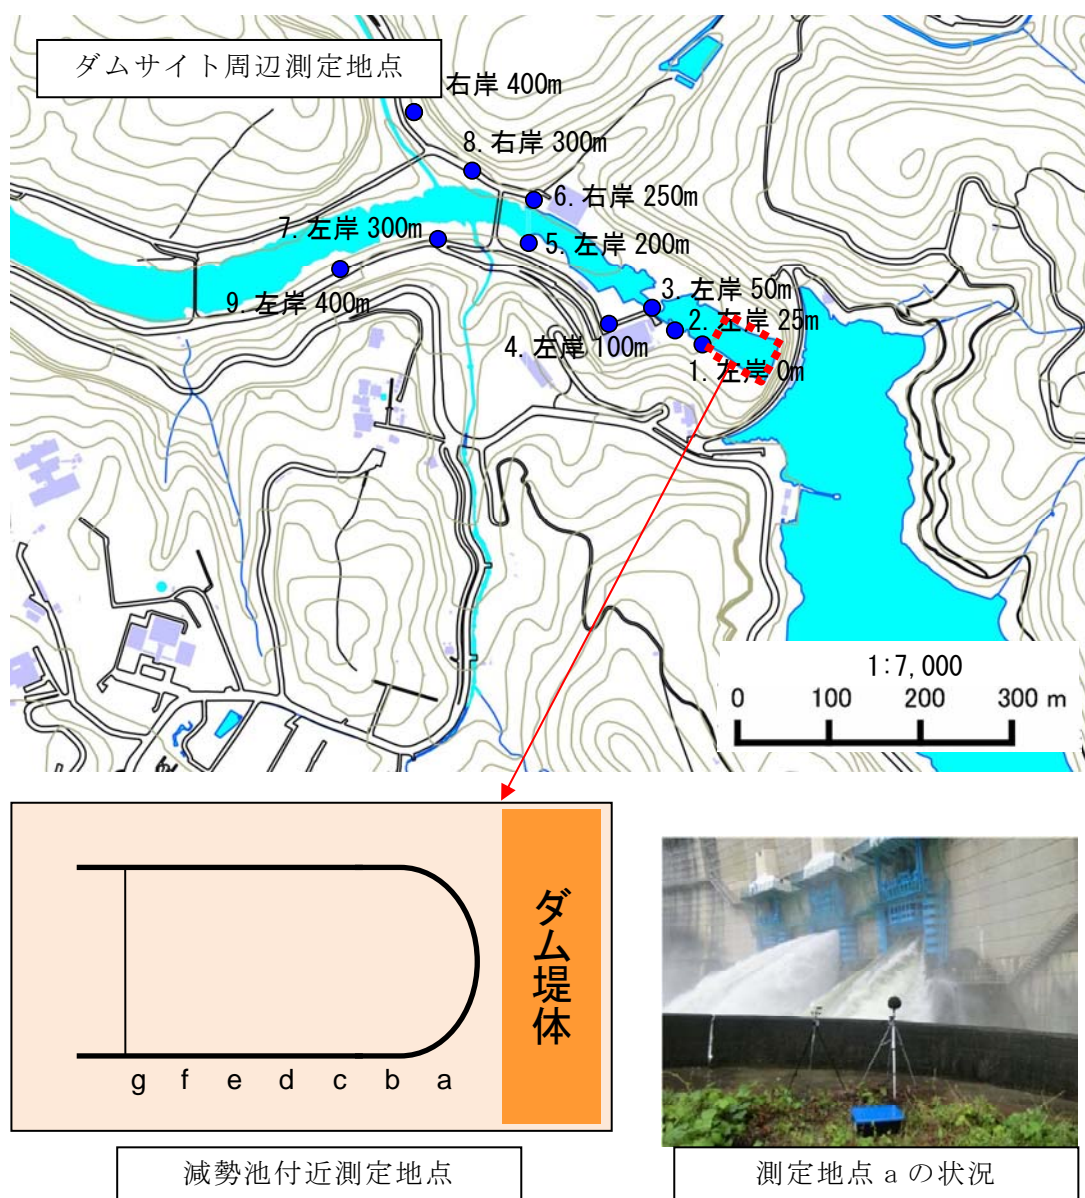 ダムサイト周辺測定地点
右岸 400m
8. 右岸 300m
6. 右岸 250m
7. 左岸 300m
5. 左岸 200m
9. 左岸 400m
3. 左岸 50m
2. 左岸 25m
4. 左岸 100m
1. 左岸 0m
1:7,000
0 100 200 300 m
ダム堤体
g f e d c b a
減勢池付近測定地点
測定地点 a の状況